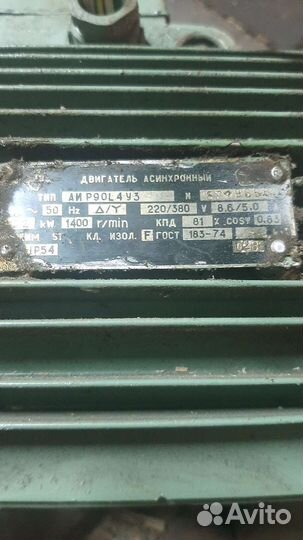 ДВИГАТЕЛЬ АСИНХРОННЫЙ
ТИП АИР90L4У3 N
~ 50 Hz Δ/Y 220/380 V 8.6/5.0
kW 1400 r/min КПД 81 % COSφ 0.83
S1 КЛ. ИЗОЛ. F ГОСТ 183-74
IP54
Avito